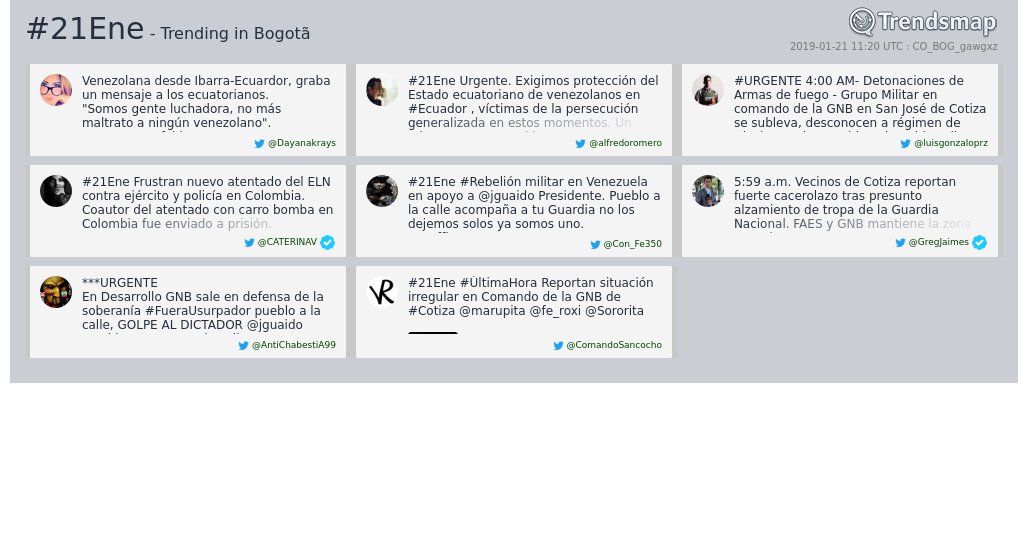 #21Ene - Trending in Bogotã
Trendsmap
2019-01-21 11:20 UTC : CO_BOG_gawgxz
Venezolana desde Ibarra-Ecuardor, graba
un mensaje a los ecuatorianos.
"Somos gente luchadora, no más
maltrato a ningún venezolano".
@Dayanakrays
#21Ene Urgente. Exigimos protección del
Estado ecuatoriano de venezolanos en
#Ecuador , víctimas de la persecución
generalizada en estos momentos. Un
@alfredoromero
#URGENTE 4:00 AM- Detonaciones de
Armas de fuego - Grupo Militar en
comando de la GNB en San José de Cotiza
se subleva, desconocen a régimen de
@luisgonzaloprz
#21Ene Frustran nuevo atentado del ELN
contra ejército y policía en Colombia.
Coautor del atentado con carro bomba en
Colombia fue enviado a prisión.
@CATERINAV
#21Ene #Rebelión militar en Venezuela
en apoyo a @jguaido Presidente. Pueblo a
la calle acompaña a tu Guardia no los
dejemos solos ya somos uno.
@Con_Fe350
5:59 a.m. Vecinos de Cotiza reportan
fuerte cacerolazo tras presunto
alzamiento de tropa de la Guardia
Nacional. FAES y GNB mantiene la zona
@GregJaimes
***URGENTE
En Desarrollo GNB sale en defensa de la
soberanía #FueraUsurpador pueblo a la
calle, GOLPE AL DICTADOR @jguaido
@AntiChabestiA99
VR
#21Ene #ÚltimaHora Reportan situación
irregular en Comando de la GNB de
#Cotiza @marupita @fe_roxi @Sororita
@ComandoSancocho